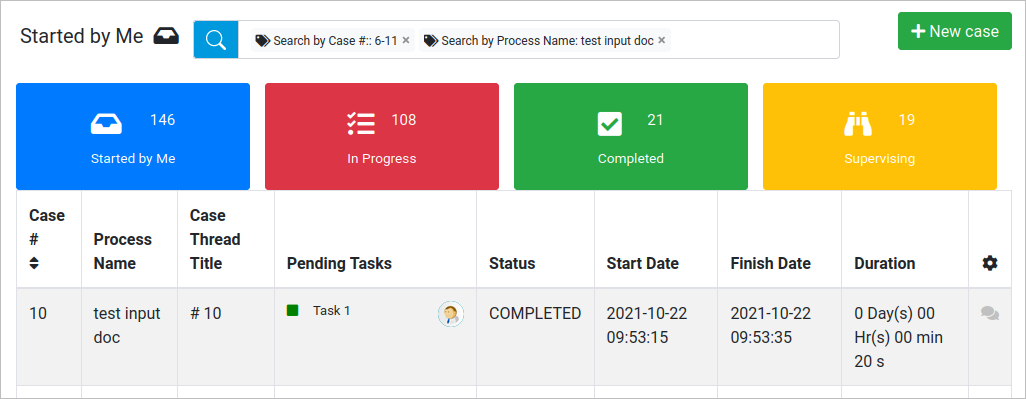 Started by Me
Search by Case #:: 6-11 × Search by Process Name: test input doc ×
New case
146
Started by Me
108
In Progress
21
Completed
19
Supervising
Case
#
Process
Name
Case
Thread
Title
Pending Tasks
Status
Start Date
Finish Date
Duration
10
test input
doc
# 10
Task 1
COMPLETED
2021-10-22
09:53:15
2021-10-22
09:53:35
0 Day(s) 00
Hr(s) 00 min
20 s